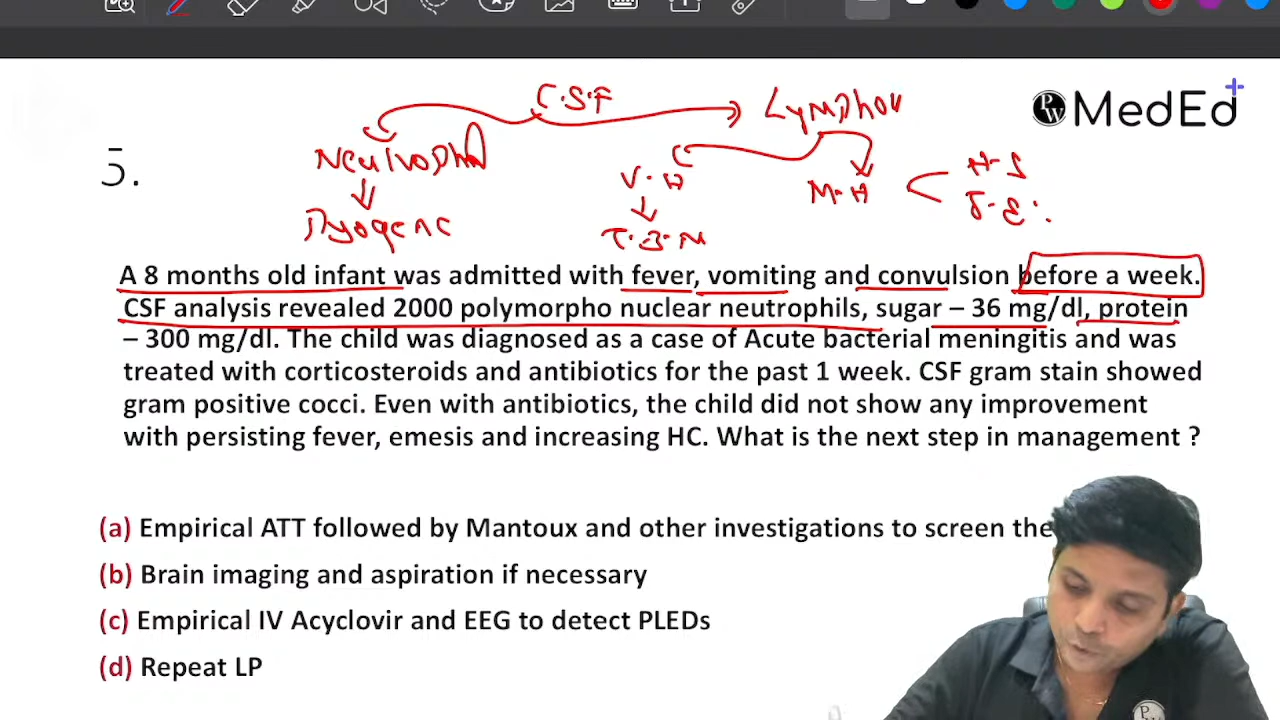 C.S.F
Lymphou
PW MedEd
Neutrophil
V.A
M.A
H.S
J.E.
Pyogenc
T.B.M
5.
A 8 months old infant was admitted with fever, vomiting and convulsion before a week.
CSF analysis revealed 2000 polymorpho nuclear neutrophils, sugar – 36 mg/dl, protein
– 300 mg/dl. The child was diagnosed as a case of Acute bacterial meningitis and was
treated with corticosteroids and antibiotics for the past 1 week. CSF gram stain showed
gram positive cocci. Even with antibiotics, the child did not show any improvement
with persisting fever, emesis and increasing HC. What is the next step in management ?
(a) Empirical ATT followed by Mantoux and other investigations to screen the
(b) Brain imaging and aspiration if necessary
(c) Empirical IV Acyclovir and EEG to detect PLEDs
(d) Repeat LP